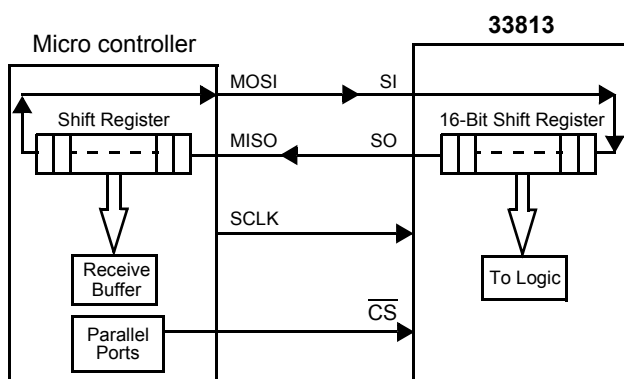 33813
Micro controller
MOSI
SI
Shift Register
16-Bit Shift Register
MISO
SO
SCLK
Receive
Buffer
To Logic
CS
Parallel
Ports